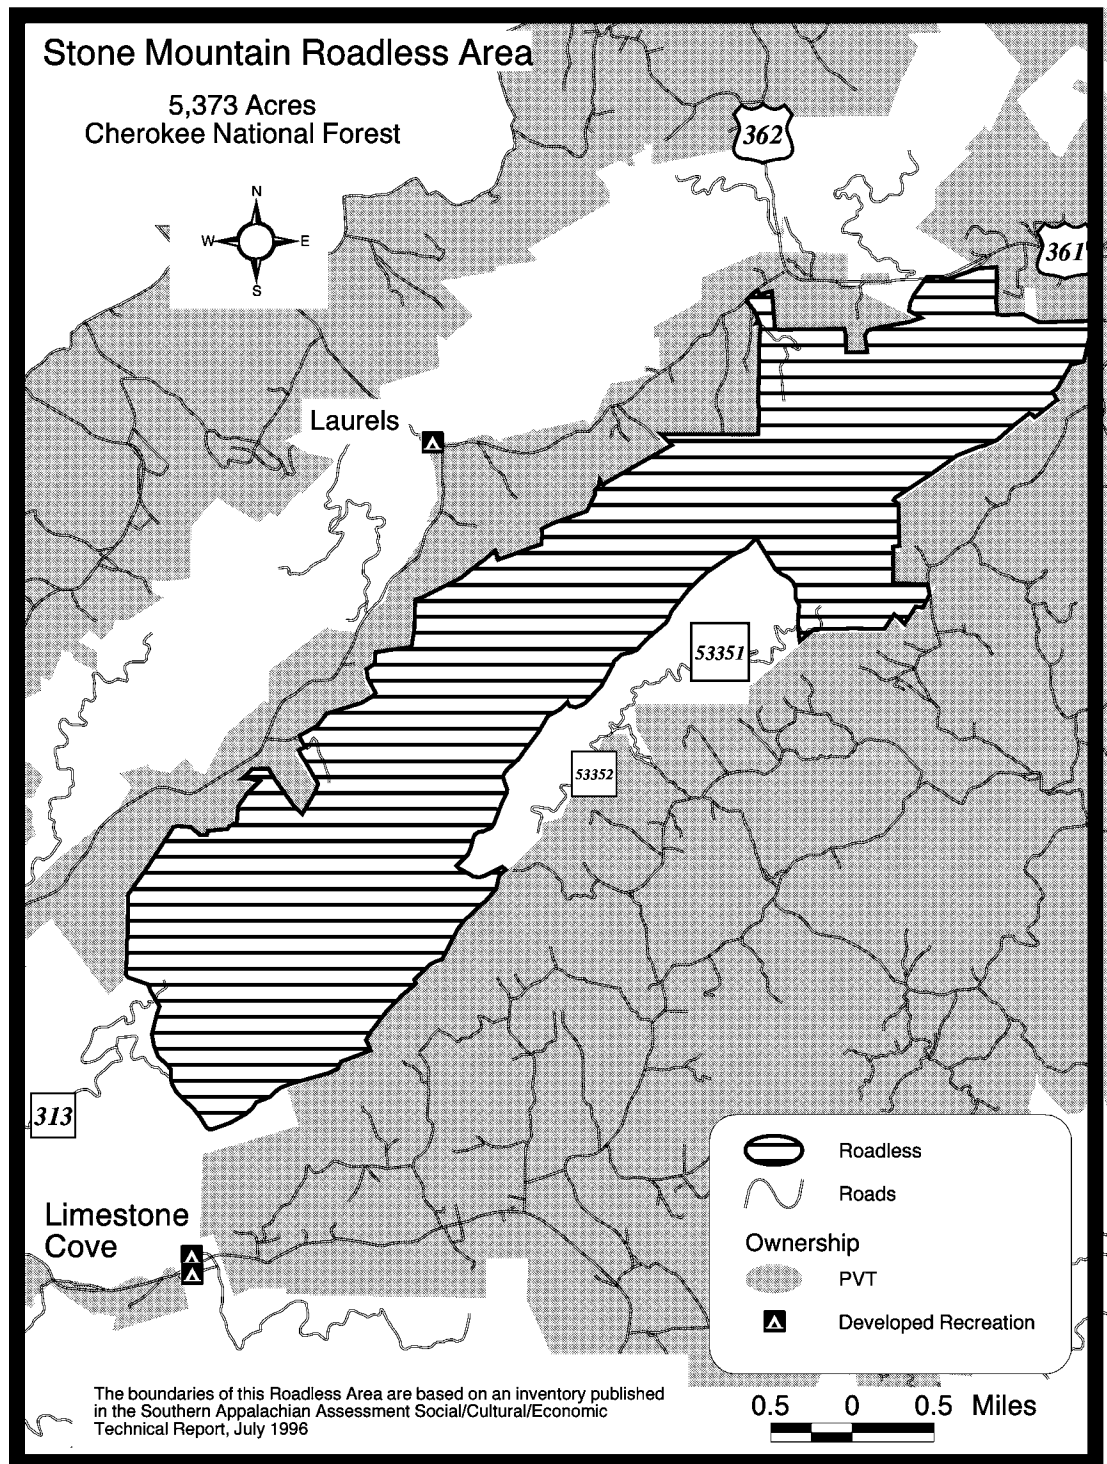 Stone Mountain Roadless Area
5,373 Acres
Cherokee National Forest
362
N
W E
S
361
Laurels
53351
53352
313
Limestone
Cove
Roadless
Roads
Ownership
PVT
Developed Recreation
The boundaries of this Roadless Area are based on an inventory published
in the Southern Appalachian Assessment Social/Cultural/Economic
Technical Report, July 1996
0.5 0 0.5 Miles